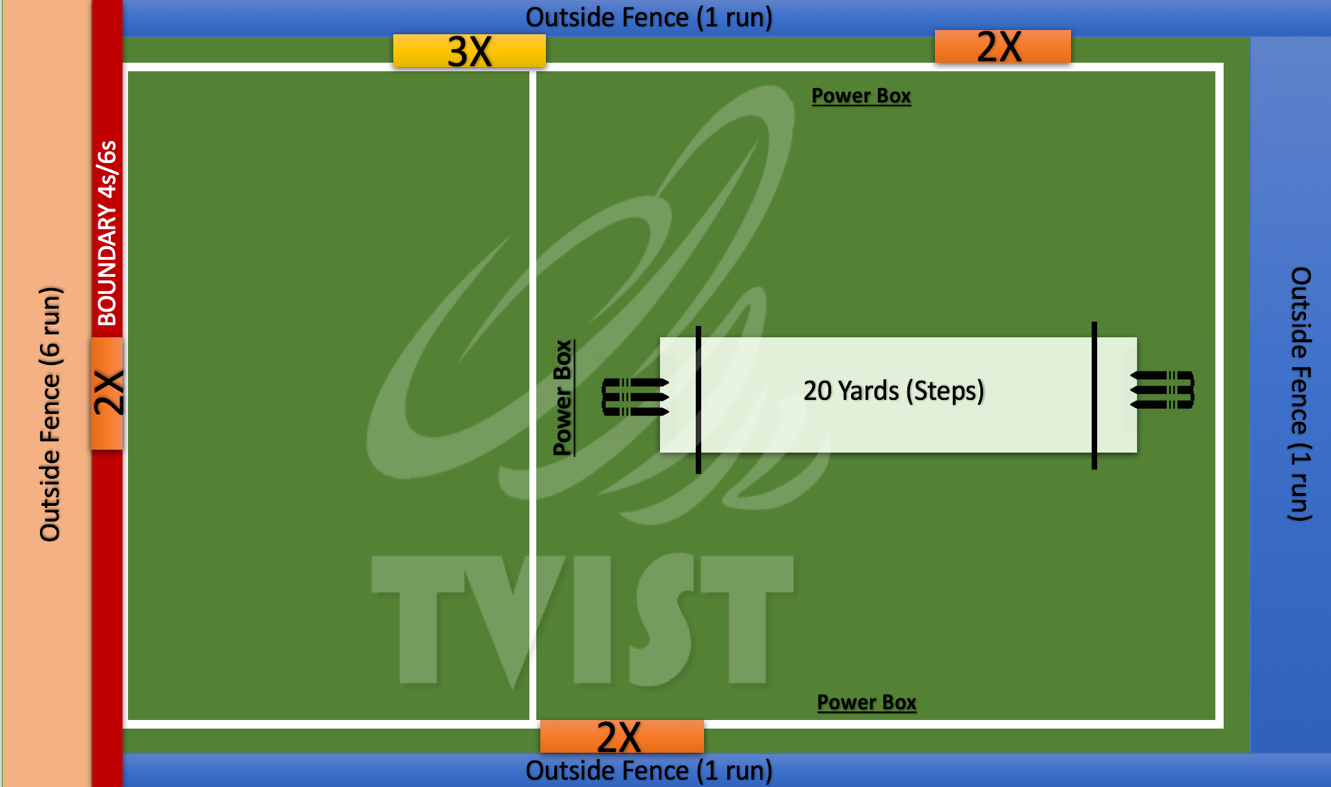 Outside Fence (1 run)
3X
2X
Power Box
BOUNDARY 4s/6s
Outside Fence (6 run)
2X
Power Box
20 Yards (Steps)
Outside Fence (1 run)
TVIST
Power Box
2X
Outside Fence (1 run)